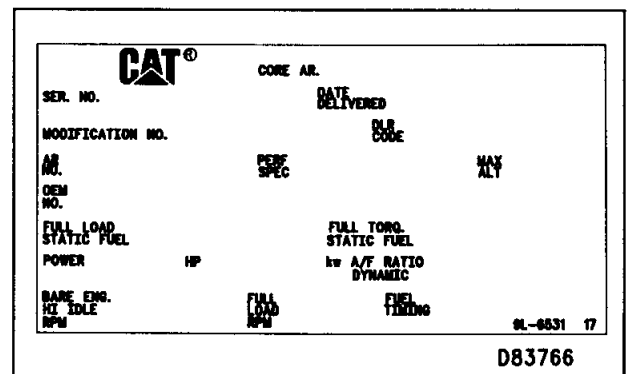 CAT® CORE AR.
SER. NO. DATE DELIVERED
MODIFICATION NO. DLR CODE
AR NO. PERF SPEC MAX ALT
OEM NO.
FULL LOAD STATIC FUEL FULL TORQ. STATIC FUEL
POWER HP kw A/F RATIO DYNAMIC
BARE ENG. HI IDLE RPM FULL LOAD RPM FUEL TIMING
9L-6531 17
D83766